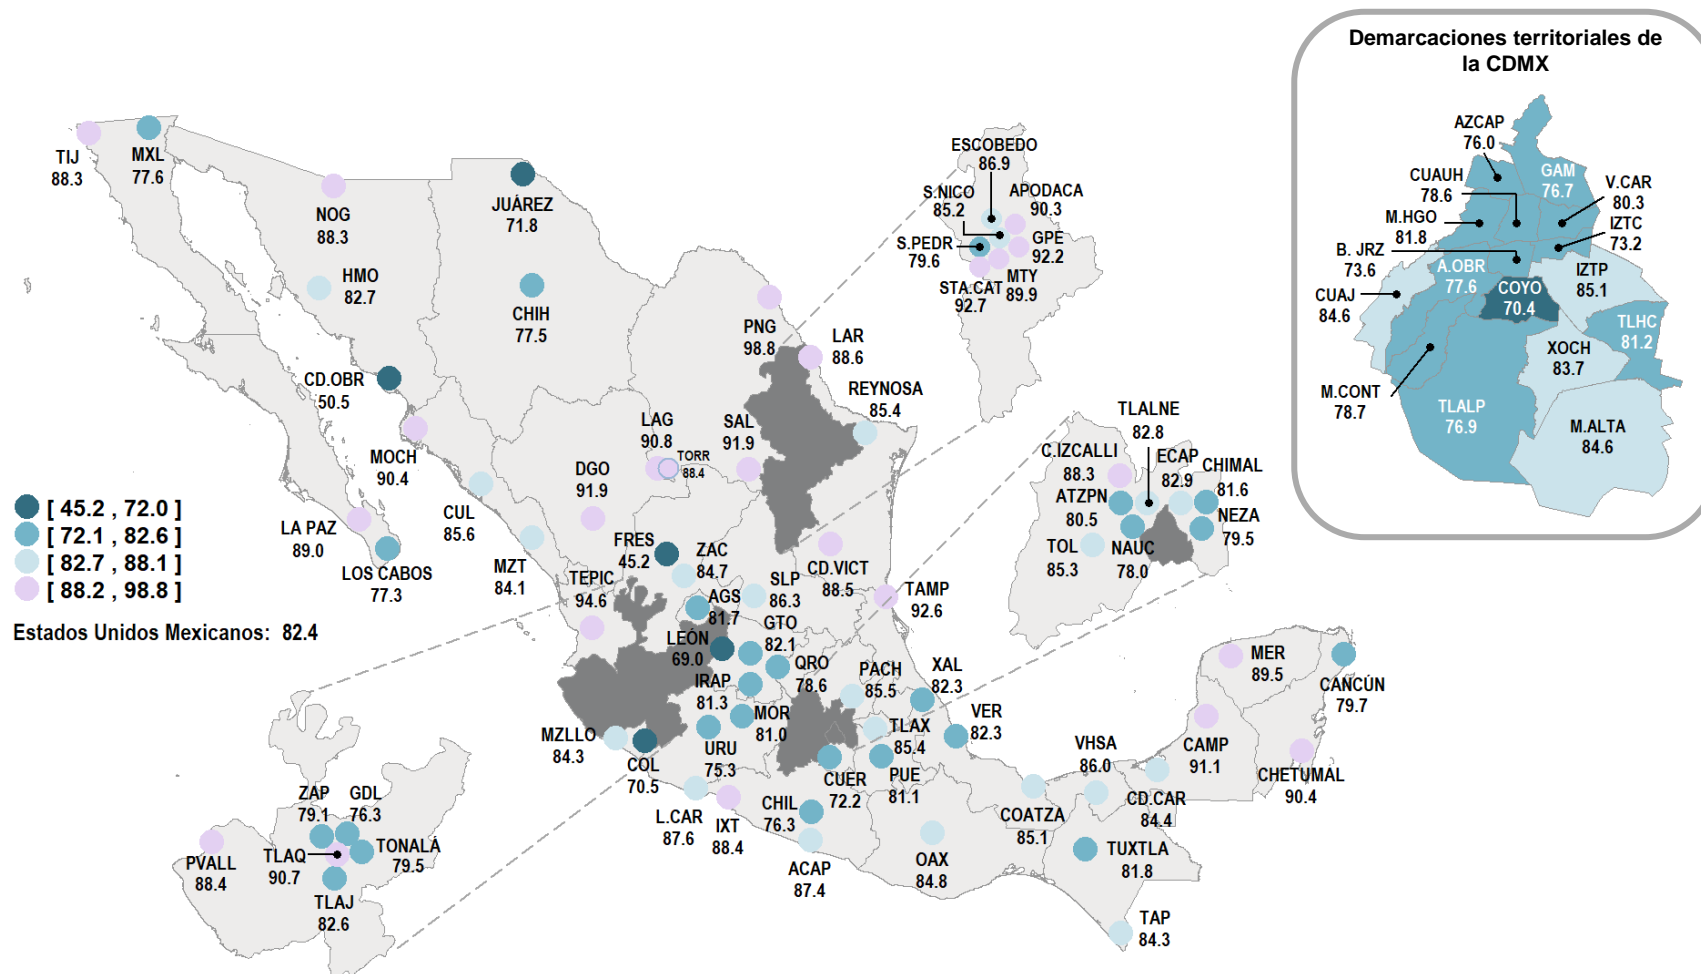 Demarcaciones territoriales de
la CDMX
AZCAP
76.0
GAM
76.7
CUAUH
78.6
V.CAR
80.3
M.HGO
81.8
IZTC
73.2
B. JRZ
73.6
A.OBR
77.6
IZTP
85.1
CUAJ
84.6
COYO
70.4
TLHC
81.2
XOCH
83.7
M.CONT
78.7
TLALP
76.9
M.ALTA
84.6
TIJ
88.3
MXL
77.6
NOG
88.3
JUÁREZ
71.8
HMO
82.7
CHIH
77.5
CD.OBR
50.5
MOCH
90.4
ESCOBEDO
86.9
S.NICO
85.2
APODACA
90.3
S.PEDR
79.6
GPE
92.2
MTY
89.9
STA.CAT
92.7
PNG
98.8
LAR
88.6
REYNOSA
85.4
LAG
90.8
TORR
88.4
SAL
91.9
DGO
91.9
CUL
85.6
LA PAZ
89.0
LOS CABOS
77.3
MZT
84.1
[ 45.2 , 72.0 ]
[ 72.1 , 82.6 ]
[ 82.7 , 88.1 ]
[ 88.2 , 98.8 ]
Estados Unidos Mexicanos: 82.4
TLALNE
82.8
C.IZCALLI
88.3
ECAP
82.9
CHIMAL
81.6
ATZPN
80.5
NEZA
79.5
TOL
85.3
NAUC
78.0
FRES
45.2
ZAC
84.7
TEPIC
94.6
AGS
81.7
SLP
86.3
CD.VICT
88.5
TAMP
92.6
LEÓN
69.0
GTO
82.1
QRO
78.6
IRAP
81.3
PACH
85.5
XAL
82.3
MOR
81.0
VER
82.3
MZLLO
84.3
COL
70.5
URU
75.3
TLAX
85.4
CUER
72.2
PUE
81.1
L.CAR
87.6
IXT
88.4
CHIL
76.3
ACAP
87.4
OAX
84.8
COATZA
85.1
VHSA
86.0
CD.CAR
84.4
TUXTLA
81.8
TAP
84.3
MER
89.5
CANCÚN
79.7
CAMP
91.1
CHETUMAL
90.4
ZAP
79.1
GDL
76.3
TONALÁ
79.5
PVALL
88.4
TLAQ
90.7
TLAJ
82.6